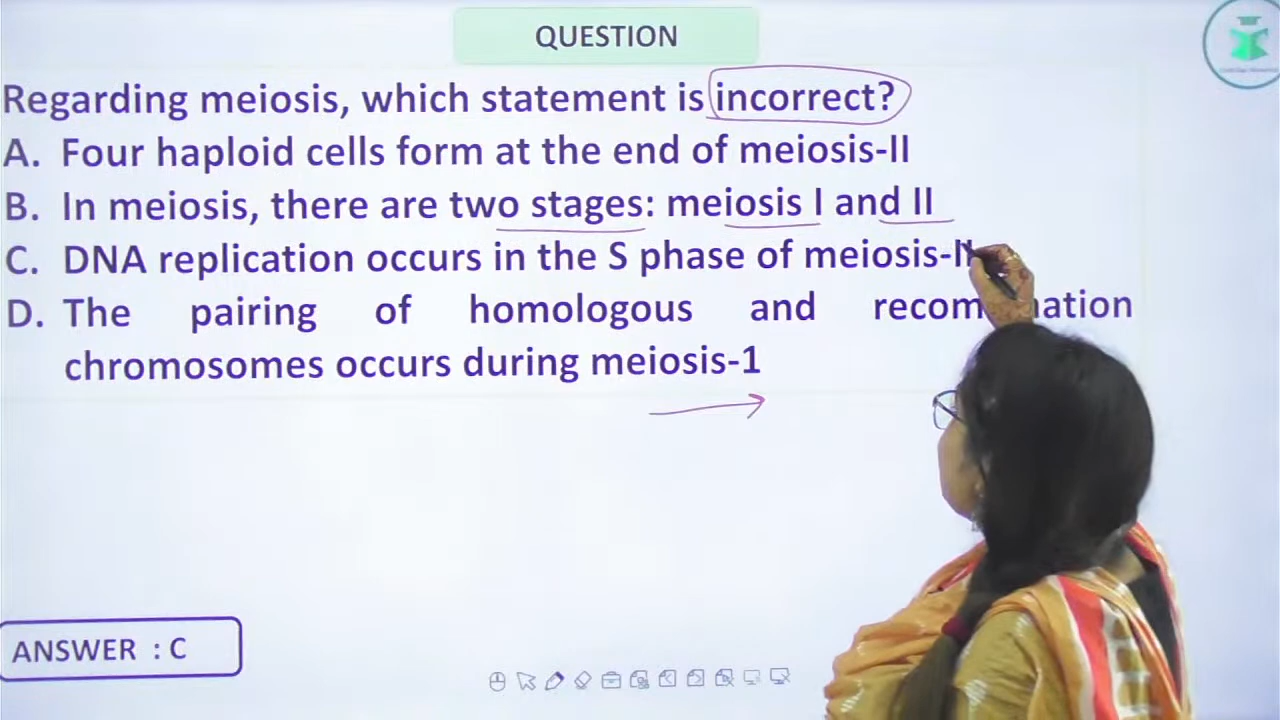 QUESTION
Regarding meiosis, which statement is incorrect?
A. Four haploid cells form at the end of meiosis-II
B. In meiosis, there are two stages: meiosis I and II
C. DNA replication occurs in the S phase of meiosis-II
D. The pairing of homologous and
chromosomes occurs during meiosis-1
ANSWER : C